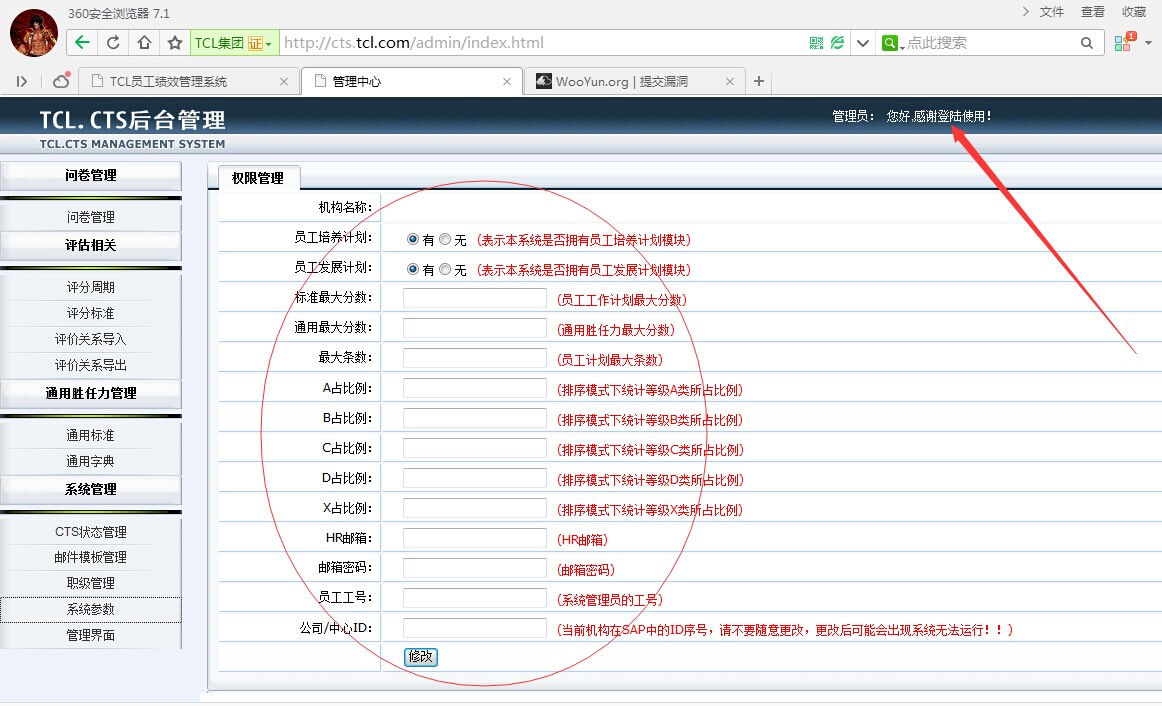 360安全浏览器 7.1
文件 查看 收藏
TCL集团 证 http://cts.tcl.com/admin/index.html 点此搜索 1
TCL员工绩效管理系统 管理中心 WooYun.org | 提交漏洞
TCL.CTS后台管理
管理员： 您好,感谢登陆使用！
TCL.CTS MANAGEMENT SYSTEM
问卷管理
问卷管理
评估相关
评分周期
评分标准
评价关系导入
评价关系导出
通用胜任力管理
通用标准
通用字典
系统管理
CTS状态管理
邮件模板管理
职级管理
系统参数
管理界面
权限管理
机构名称:
员工培养计划: 有 无 (表示本系统是否拥有员工培养计划模块)
员工发展计划: 有 无 (表示本系统是否拥有员工发展计划模块)
标准最大分数: (员工工作计划最大分数)
通用最大分数: (通用胜任力最大分数)
最大条数: (员工计划最大条数)
A占比例: (排序模式下统计等级A类所占比例)
B占比例: (排序模式下统计等级B类所占比例)
C占比例: (排序模式下统计等级C类所占比例)
D占比例: (排序模式下统计等级D类所占比例)
X占比例: (排序模式下统计等级X类所占比例)
HR邮箱: (HR邮箱)
邮箱密码: (邮箱密码)
员工工号: (系统管理员的工号)
公司/中心ID: (当前机构在SAP中的ID序号，请不要随意更改，更改后可能会出现系统无法运行！！)
修改